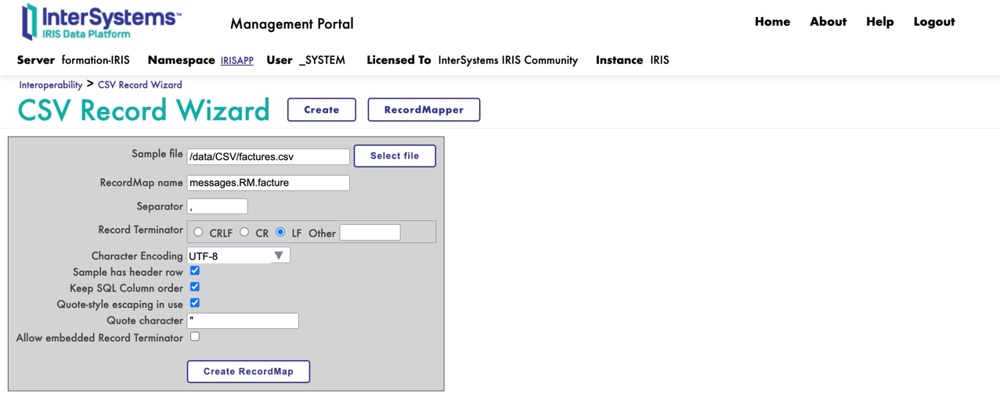 InterSystems™
IRIS Data Platform
Management Portal
Home About Help Logout
Server formation-IRIS Namespace IRISAPP User _SYSTEM Licensed To InterSystems IRIS Community Instance IRIS
Interoperability > CSV Record Wizard
CSV Record Wizard Create RecordMapper
Sample file /data/CSV/factures.csv Select file
RecordMap name messages.RM.facture
Separator ,
Record Terminator CRLF CR LF Other
Character Encoding UTF-8
Sample has header row
Keep SQL Column order
Quote-style escaping in use
Quote character "
Allow embedded Record Terminator
Create RecordMap